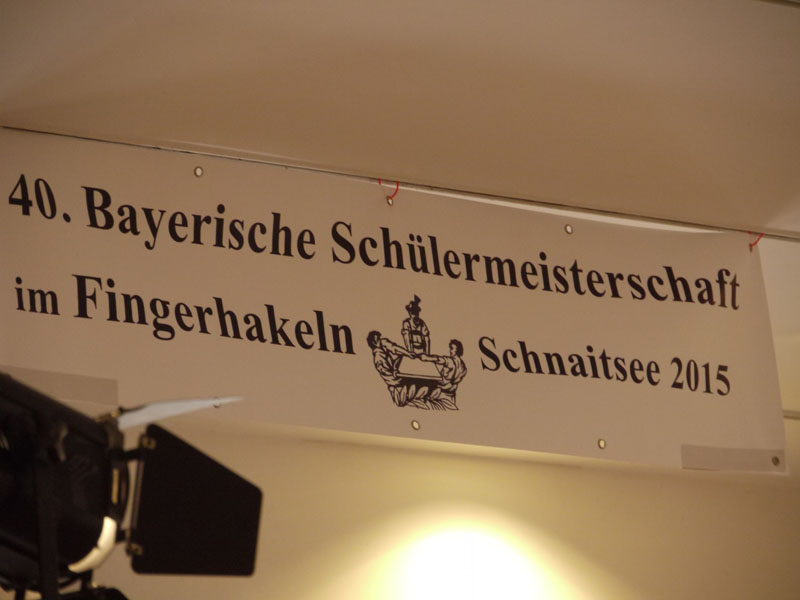 40. Bayerische Schülermeisterschaft
im Fingerhakeln Schnaitsee 2015